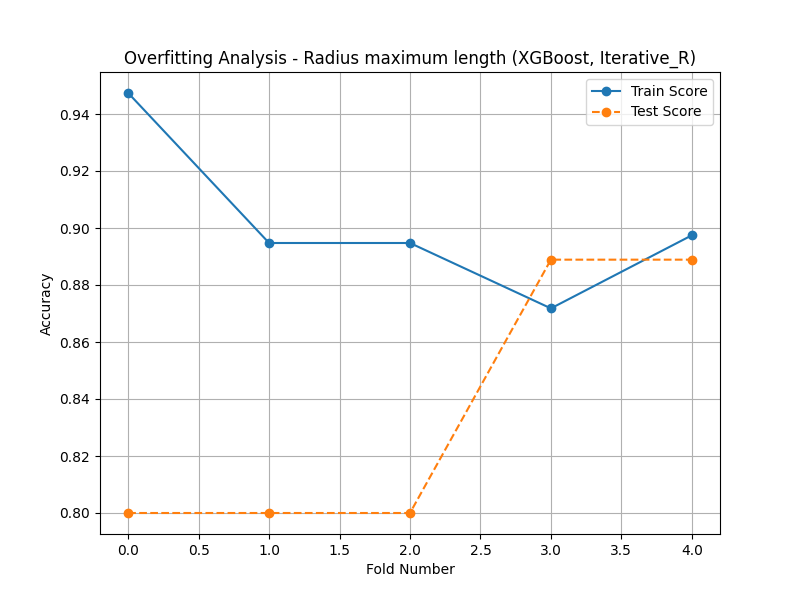 Overfitting Analysis - Radius maximum length (XGBoost, Iterative_R)
Train Score
Test Score
0.94
0.92
0.90
0.88
0.86
0.84
0.82
0.80
Accuracy
0.0 0.5 1.0 1.5 2.0 2.5 3.0 3.5 4.0
Fold Number